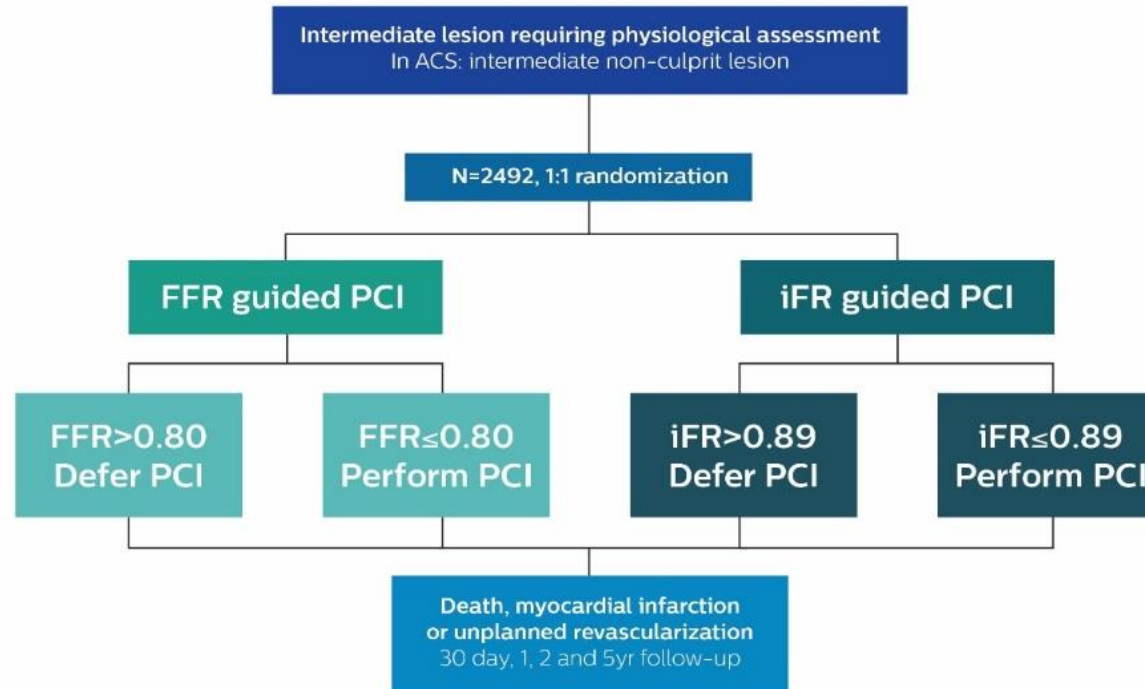 Intermediate lesion requiring physiological assessment
In ACS: intermediate non-culprit lesion
N=2492, 1:1 randomization
FFR guided PCI
iFR guided PCI
FFR>0.80
Defer PCI
FFR≤0.80
Perform PCI
iFR>0.89
Defer PCI
iFR≤0.89
Perform PCI
Death, myocardial infarction
or unplanned revascularization
30 day, 1, 2 and 5yr follow-up